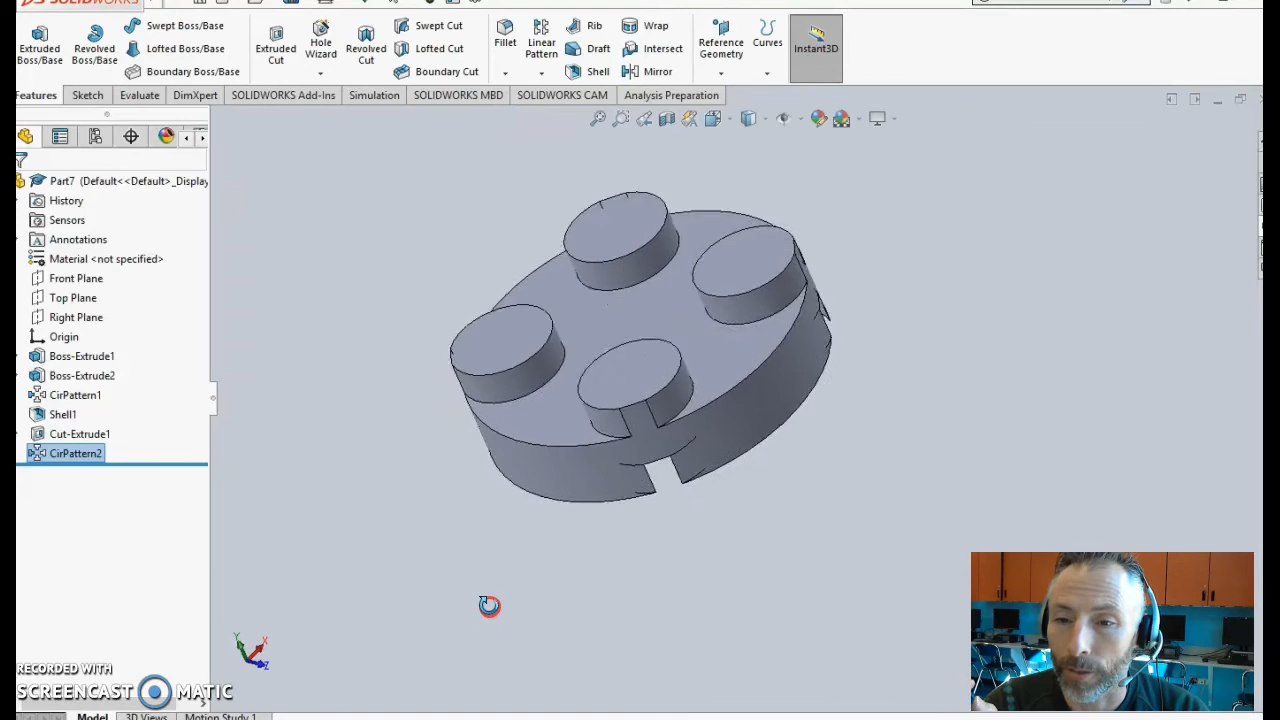 SOLIDWORKS
Swept Boss/Base
Lofted Boss/Base
Boundary Boss/Base
Extruded Boss/Base
Revolved Boss/Base
Extruded Cut
Hole Wizard
Revolved Cut
Swept Cut
Lofted Cut
Boundary Cut
Fillet
Linear Pattern
Rib
Draft
Shell
Wrap
Intersect
Mirror
Reference Geometry
Curves
Instant3D
Features
Sketch
Evaluate
DimXpert
SOLIDWORKS Add-Ins
Simulation
SOLIDWORKS MBD
SOLIDWORKS CAM
Analysis Preparation
Part7 (Default<<Default>_Display
History
Sensors
Annotations
Material <not specified>
Front Plane
Top Plane
Right Plane
Origin
Boss-Extrude1
Boss-Extrude2
CirPattern1
Shell1
Cut-Extrude1
CirPattern2
Y
X
Z
RECORDED WITH
SCREENCAST MATIC
Model
3D Views
Motion Study 1